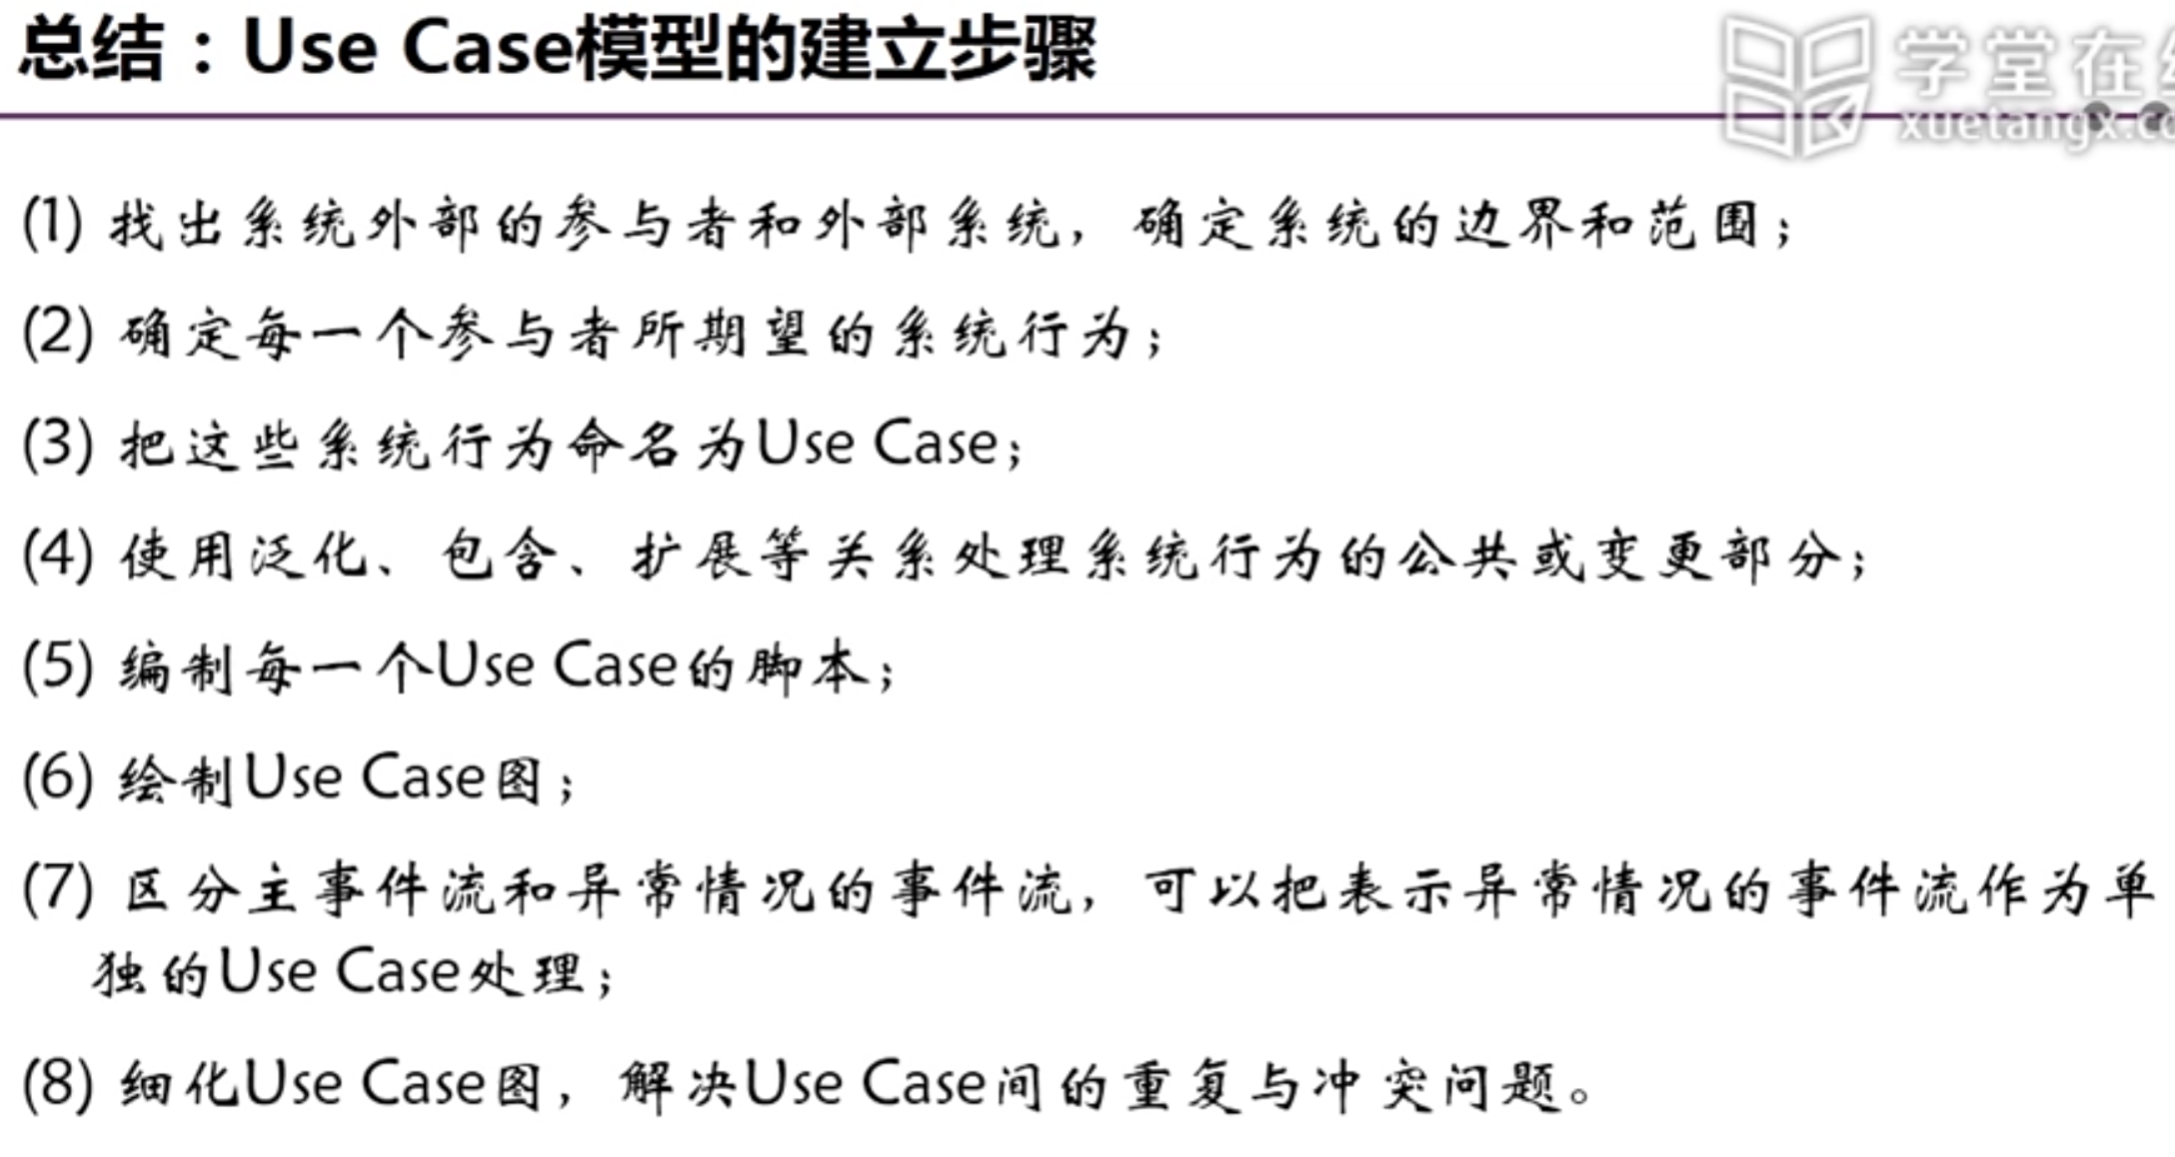 总结：Use Case模型的建立步骤
学堂在
xuetangx.c
(1) 找出系统外部的参与者和外部系统，确定系统的边界和范围；
(2) 确定每一个参与者所期望的系统行为；
(3) 把这些系统行为命名为Use Case；
(4) 使用泛化、包含、扩展等关系处理系统行为的公共或变更部分；
(5) 编制每一个Use Case的脚本；
(6) 绘制Use Case图；
(7) 区分主事件流和异常情况的事件流，可以把表示异常情况的事件流作为单
独的Use Case处理；
(8) 细化Use Case图，解决Use Case间的重复与冲突问题。